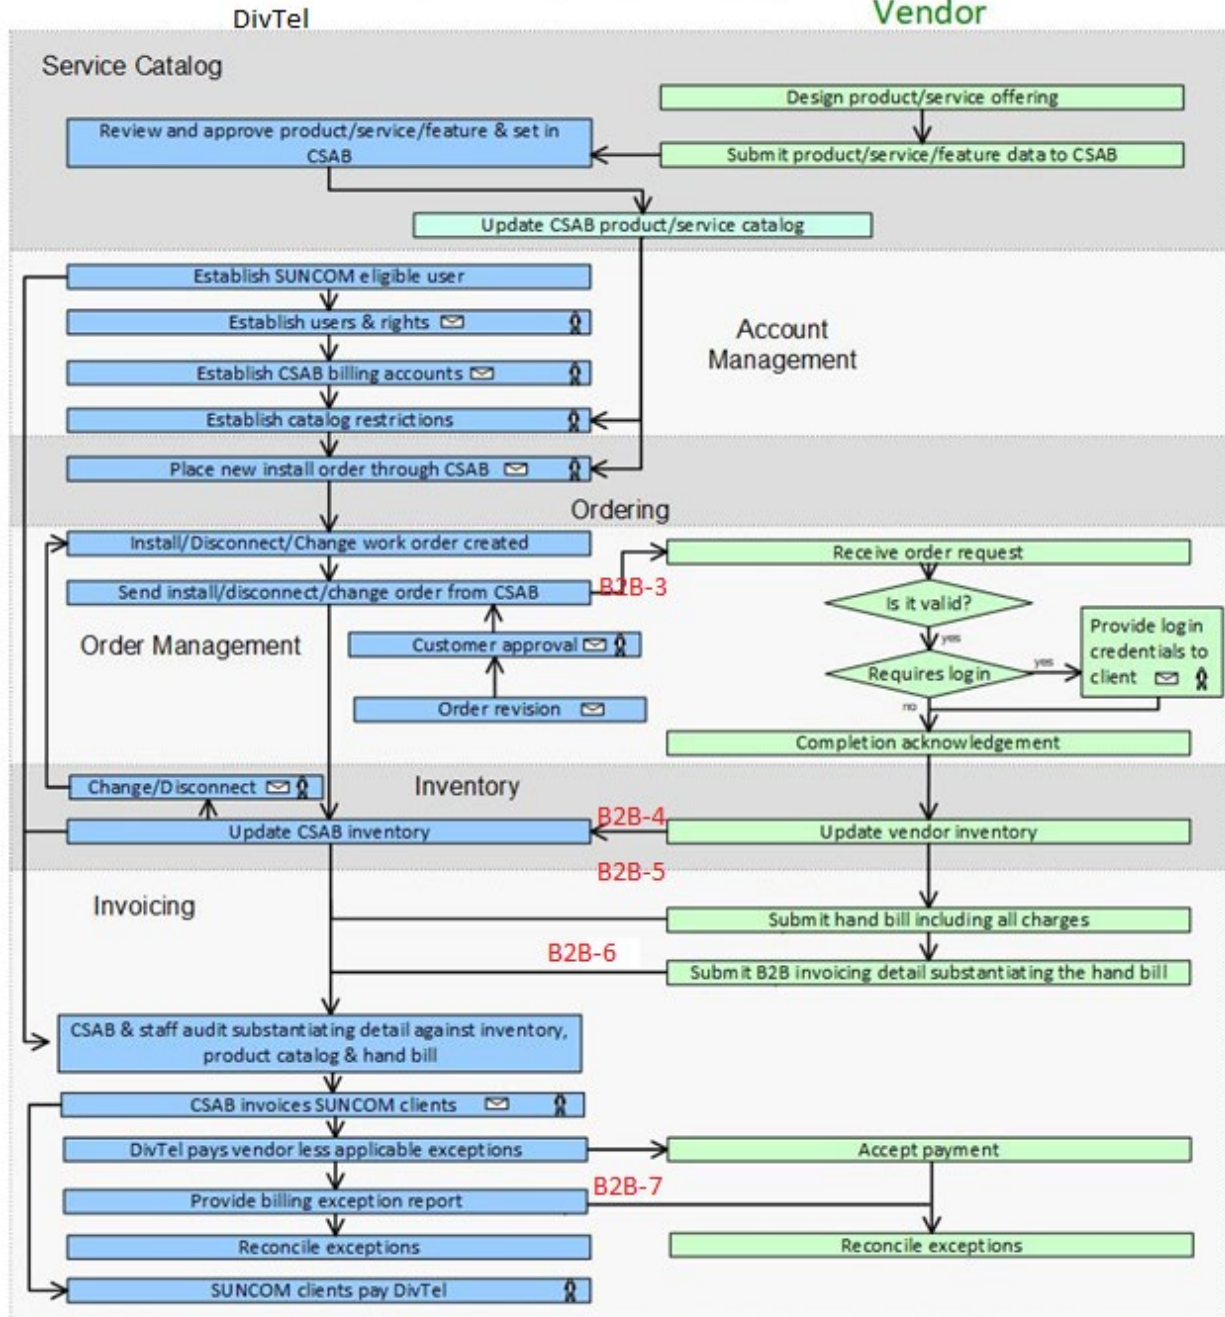 DivTel
Vendor
Service Catalog
Design product/service offering
Review and approve product/service/feature & set in
CSAB
Submit product/service/feature data to CSAB
Update CSAB product/service catalog
Establish SUNCOM eligible user
Establish users & rights
Account
Management
Establish CSAB billing accounts
Establish catalog restrictions
Place new install order through CSAB
Ordering
Install/Disconnect/Change work order created
Receive order request
Send install/disconnect/change order from CSAB
B2B-3
Is it valid?
yes
Order Management
Customer approval
Provide login
credentials to
client
Requires login
yes
no
Order revision
Completion acknowledgement
Change/Disconnect
Inventory
Update CSAB inventory
B2B-4
Update vendor inventory
B2B-5
Invoicing
Submit hand bill including all charges
B2B-6
Submit B2B invoicing detail substantiating the hand bill
CSAB & staff audit substantiating detail against inventory,
product catalog & hand bill
CSAB invoices SUNCOM clients
DivTel pays vendor less applicable exceptions
Accept payment
B2B-7
Provide billing exception report
Reconcile exceptions
Reconcile exceptions
SUNCOM clients pay DivTel